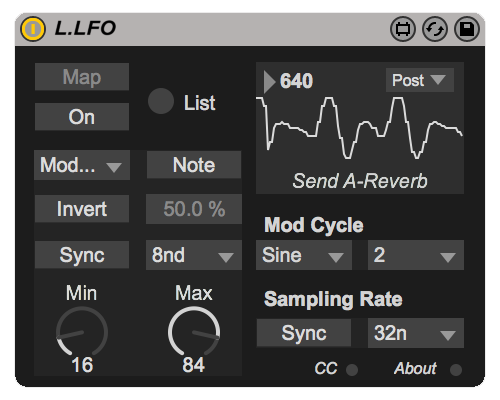 L.LFO
Map
On
List
Mod...
Note
Invert
50.0 %
Sync
8nd
Min
Max
16
84
640
Post
Send A-Reverb
Mod Cycle
Sine
2
Sampling Rate
Sync
32n
CC
About